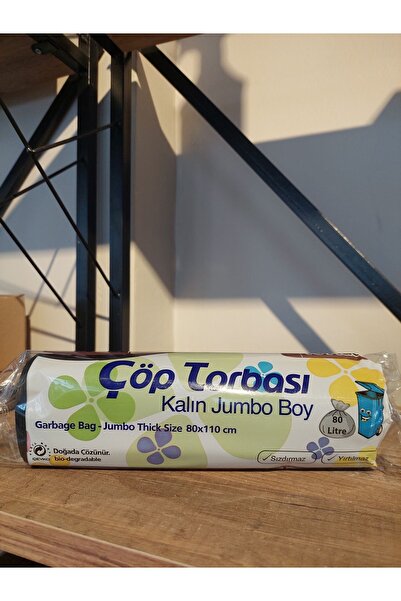 Çöp Torbası
Kalın Jumbo Boy
Garbage Bag - Jumbo Thick Size 80x110 cm
80
Litre
Doğada Çözünür.
bio-degradable
Sızdırmaz
Yırtılmaz